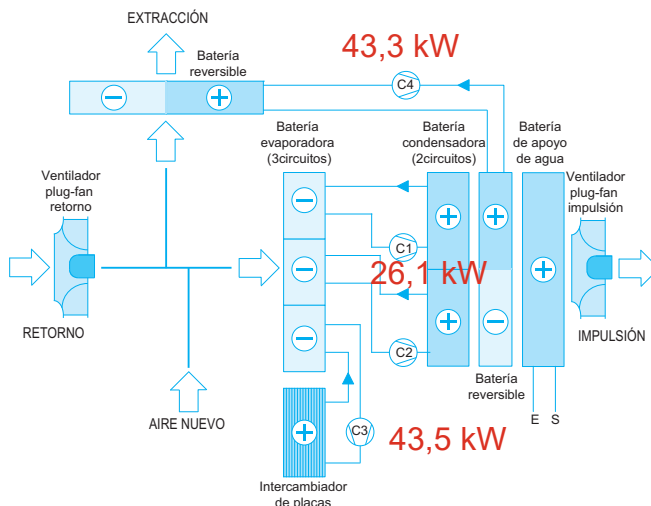 EXTRACCIÓN
43,3 kW
Batería
reversible
C4
Batería
evaporadora
(3circuitos)
Batería
condensadora
(2circuitos)
Batería
de apoyo
de agua
Ventilador
plug-fan
retorno
Ventilador
plug-fan
impulsión
C1
26,1 kW
RETORNO
IMPULSIÓN
C2
Batería
reversible
AIRE NUEVO
E S
C3
43,5 kW
Intercambiador
de placas